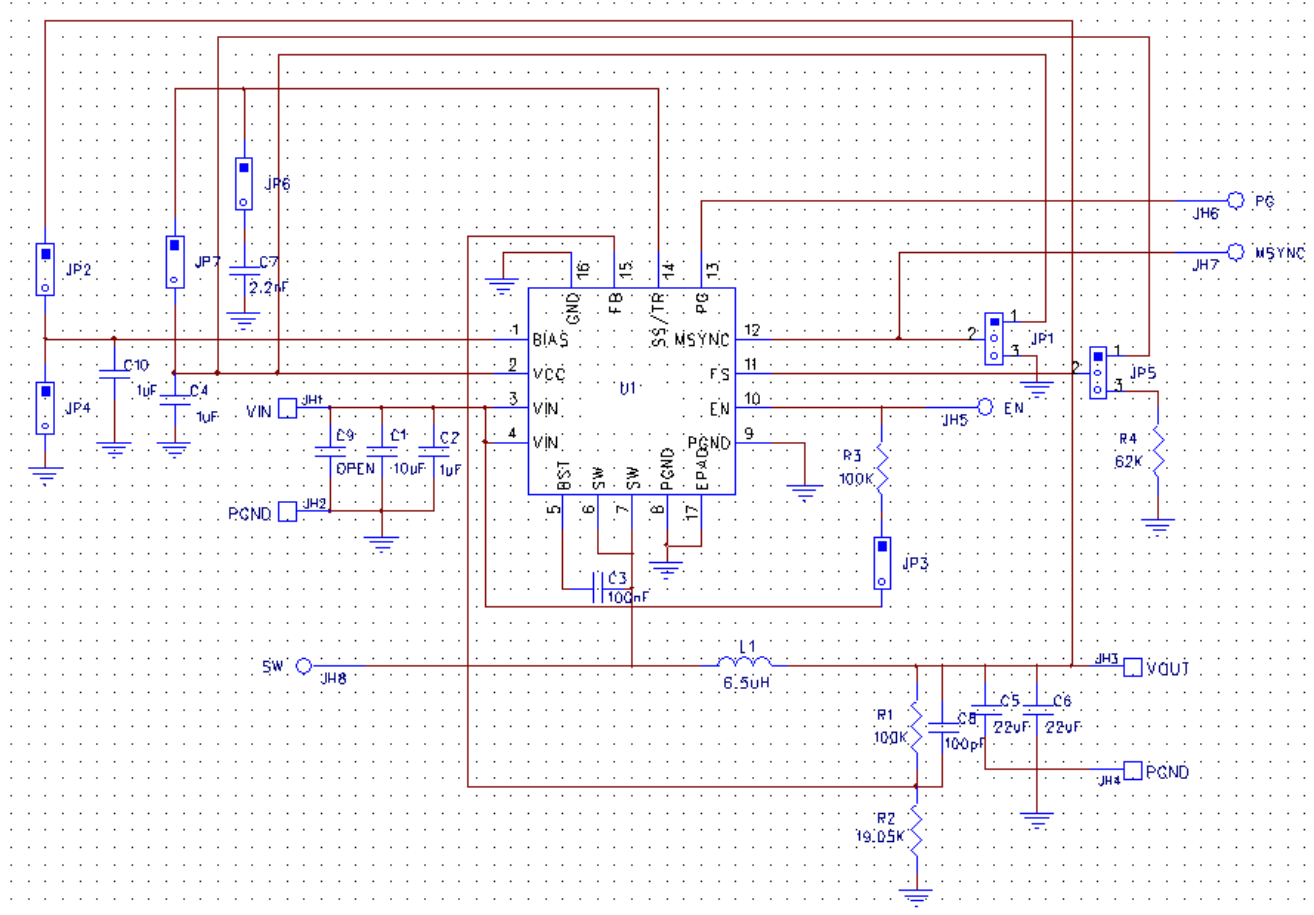 JP6
PG
JH6
JP2
JP7
C7
2.2nF
MSYNC
JH7
16
15
14
13
GND
FB
SS/TR
PG
1
BIAS
MSYNC
12
2
1
3
JP1
C10
1uF
2
VCC
FS
11
2
1
3
JP5
C4
1uF
JP4
U1
VIN
JH1
3
VIN
EN
10
JH5
EN
4
VIN
PGND
9
C9
OPEN
C1
10uF
C2
1uF
R3
100K
R4
62K
BST
SW
SW
PGND
EPAD
PGND
JH2
5
6
7
8
17
JP3
C3
100nF
SW
JH8
L1
6.5uH
JH3
VOUT
R1
100K
C8
100pF
C5
22uF
C6
22uF
JH4
PGND
R2
19.05K